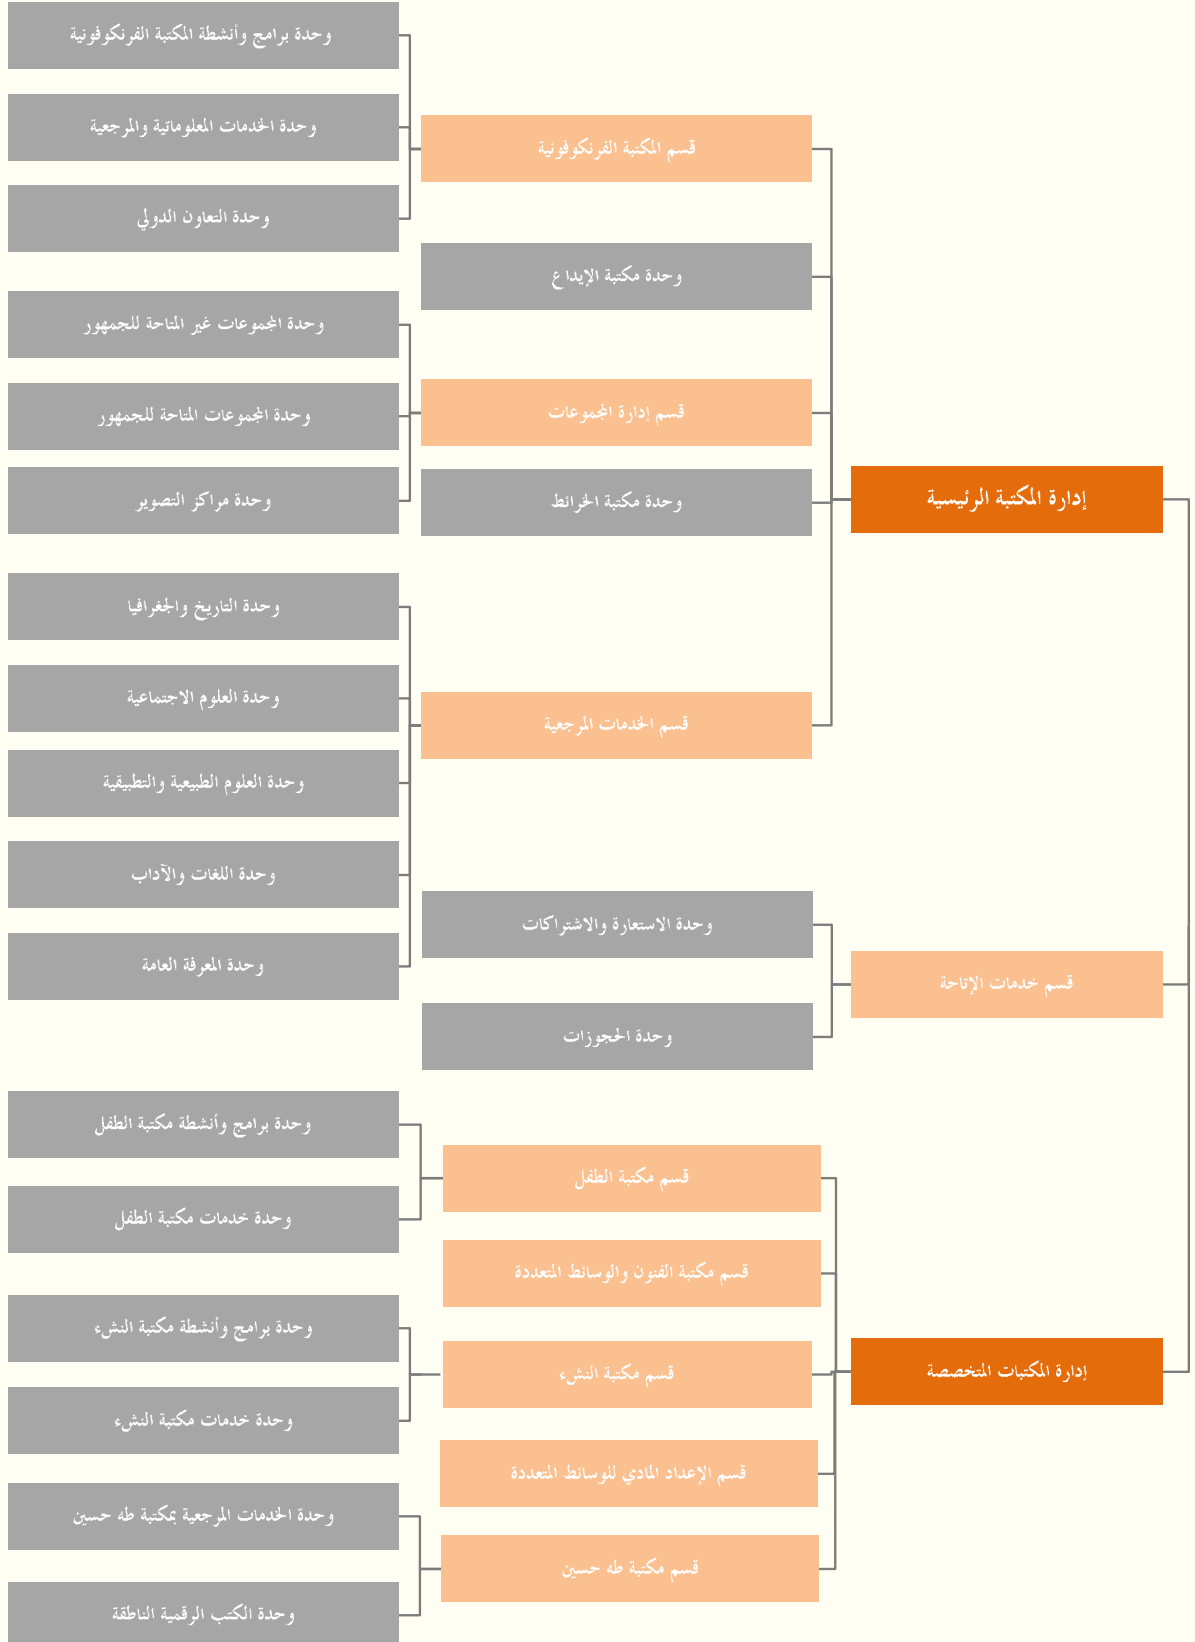 إدارة المكتبة الرئيسية
قسم المكتبة الفرنكوفونية
وحدة برامج وأنشطة المكتبة الفرنكوفونية
وحدة الخدمات المعلوماتية والمرجعية
وحدة التعاون الدولي
وحدة مكتبة الإيداع
قسم إدارة المجموعات
وحدة المجموعات غير المتاحة للجمهور
وحدة المجموعات المتاحة للجمهور
وحدة مراكز التصوير
وحدة مكتبة الخرائط
قسم الخدمات المرجعية
وحدة التاريخ والجغرافيا
وحدة العلوم الاجتماعية
وحدة العلوم الطبيعية والتطبيقية
وحدة اللغات والآداب
وحدة المعرفة العامة
قسم خدمات الإتاحة
وحدة الاستعارة والاشتراكات
وحدة الحجوزات
إدارة المكتبات المتخصصة
قسم مكتبة الطفل
وحدة برامج وأنشطة مكتبة الطفل
وحدة خدمات مكتبة الطفل
قسم مكتبة الفنون والوسائط المتعددة
قسم مكتبة النشء
وحدة برامج وأنشطة مكتبة النشء
وحدة خدمات مكتبة النشء
قسم الإعداد المادي للوسائط المتعددة
قسم مكتبة طه حسين
وحدة الخدمات المرجعية بمكتبة طه حسين
وحدة الكتب الرقمية الناطقة